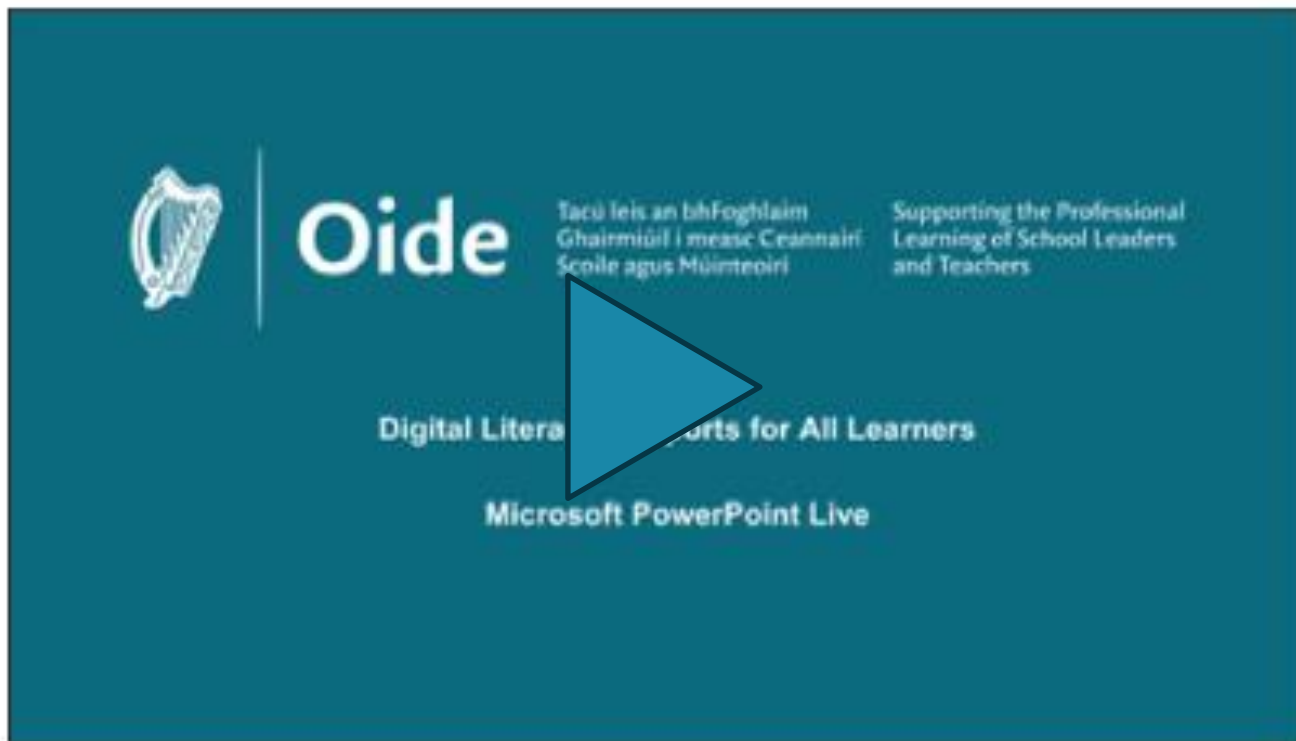 Oide
Tacú leis an bhFoghlaim
Ghairmiúil i measc Ceannairí
Scoile agus Múinteoirí
Supporting the Professional
Learning of School Leaders
and Teachers
Digital for All Learners
Microsoft PowerPoint Live